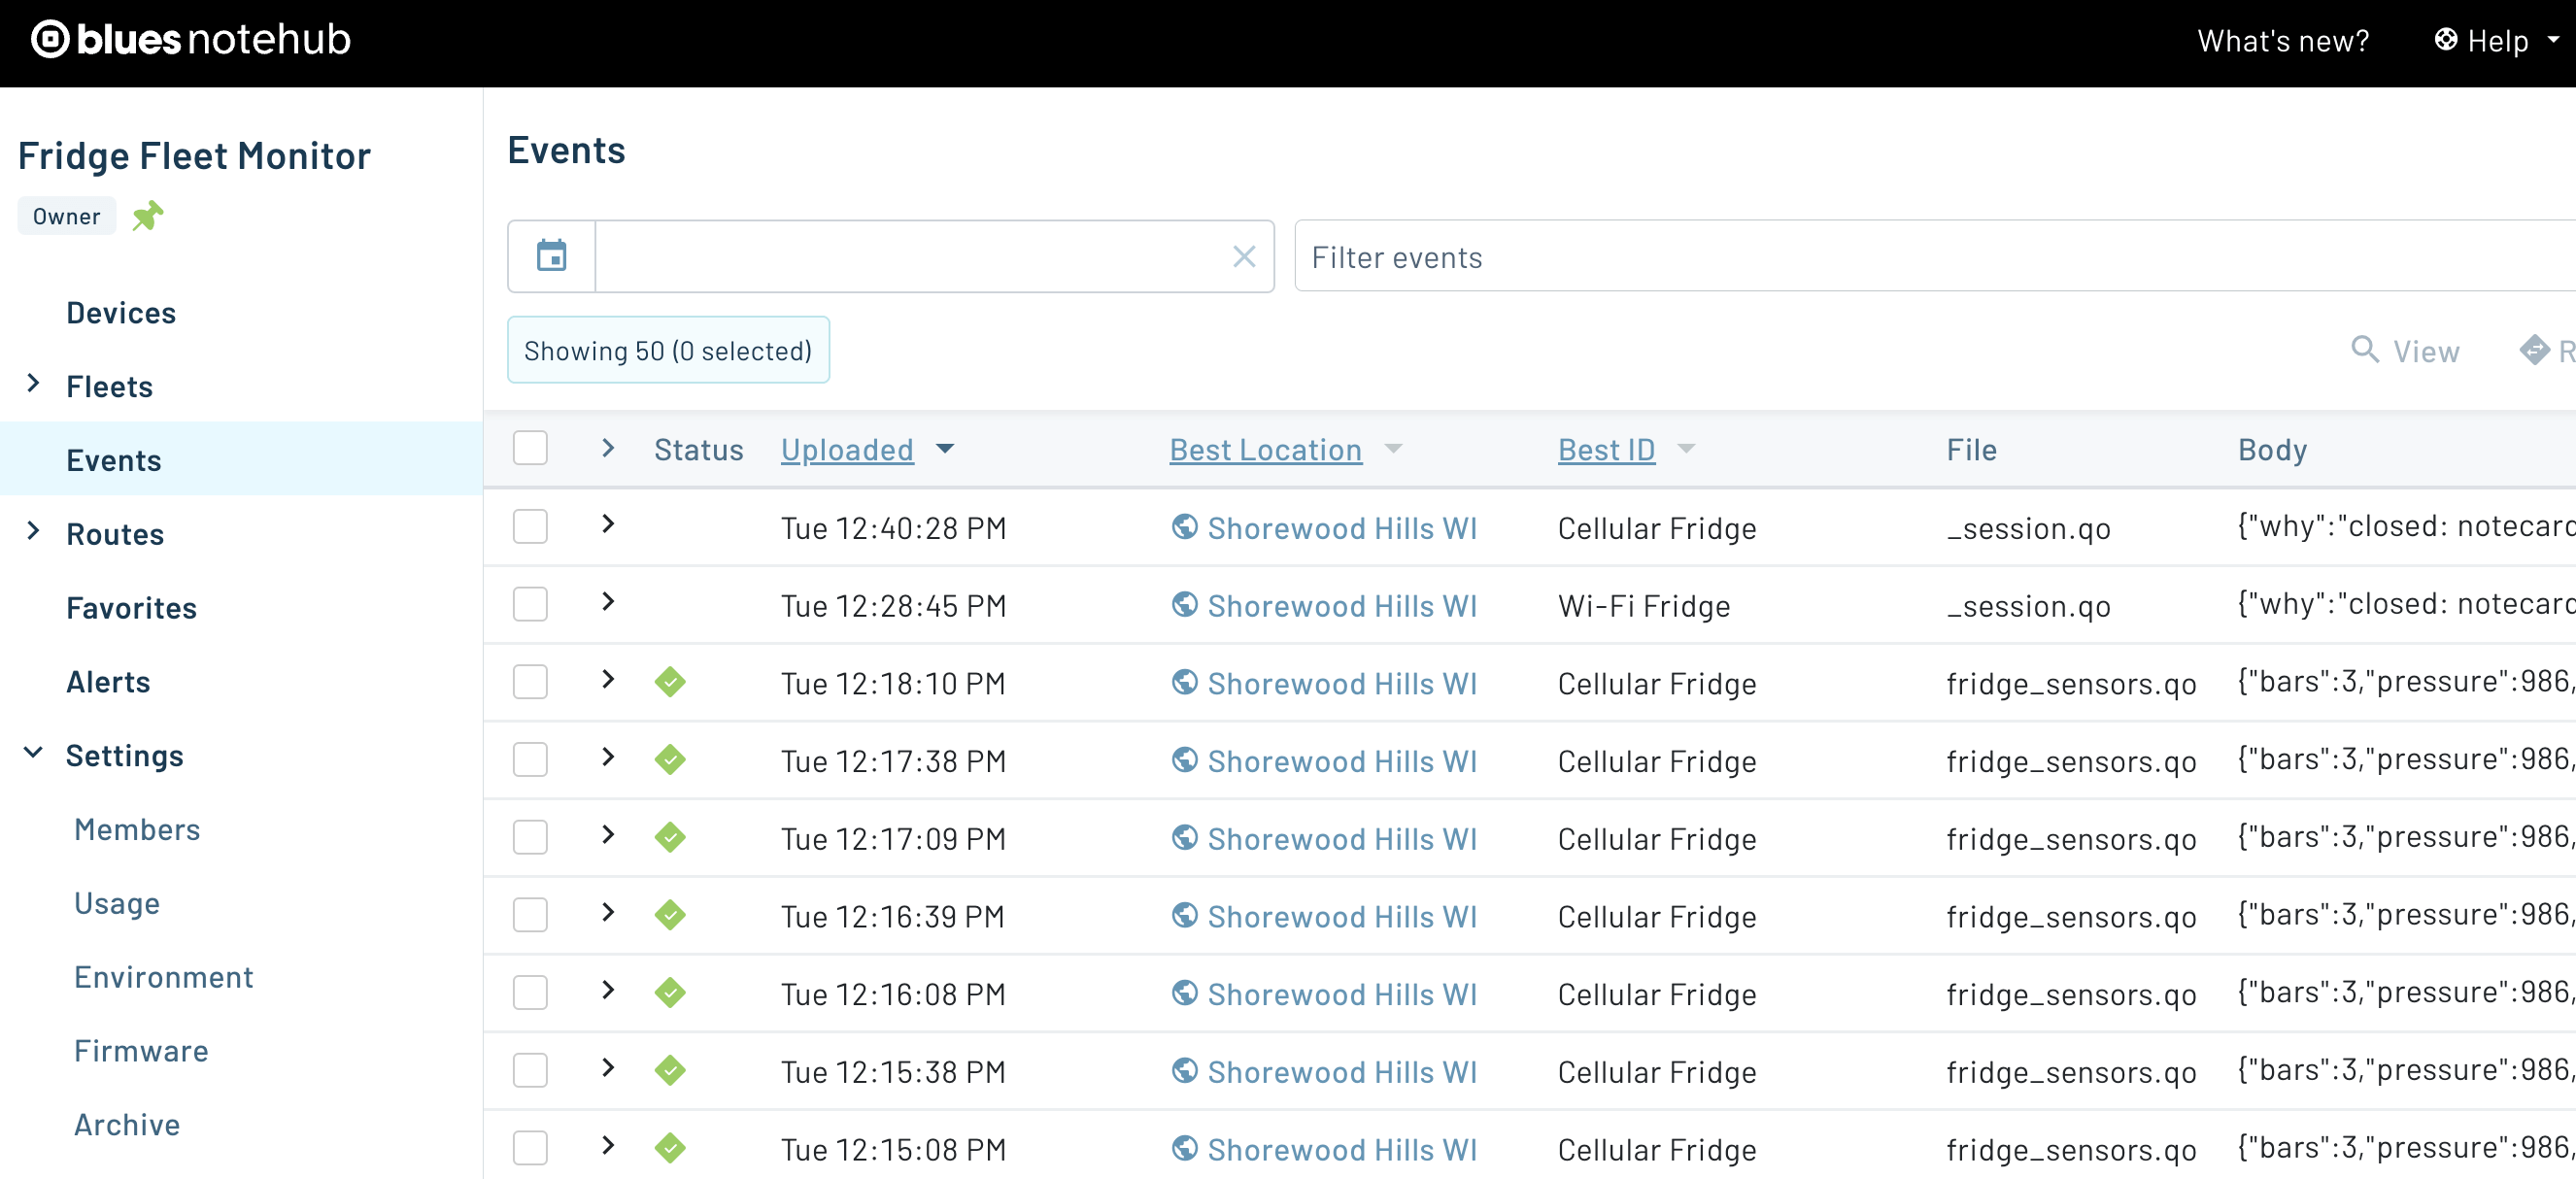 blues notehub
What's new?
Help
Fridge Fleet Monitor
Owner
Devices
Fleets
Events
Routes
Favorites
Alerts
Settings
Members
Usage
Environment
Firmware
Archive
Events
Filter events
Showing 50 (0 selected)
View
R
Status Uploaded Best Location Best ID File Body
Tue 12:40:28 PM Shorewood Hills WI Cellular Fridge _session.qo {"why":"closed: notecard
Tue 12:28:45 PM Shorewood Hills WI Wi-Fi Fridge _session.qo {"why":"closed: notecard
Tue 12:18:10 PM Shorewood Hills WI Cellular Fridge fridge_sensors.qo {"bars":3,"pressure":986,
Tue 12:17:38 PM Shorewood Hills WI Cellular Fridge fridge_sensors.qo {"bars":3,"pressure":986,
Tue 12:17:09 PM Shorewood Hills WI Cellular Fridge fridge_sensors.qo {"bars":3,"pressure":986,
Tue 12:16:39 PM Shorewood Hills WI Cellular Fridge fridge_sensors.qo {"bars":3,"pressure":986,
Tue 12:16:08 PM Shorewood Hills WI Cellular Fridge fridge_sensors.qo {"bars":3,"pressure":986,
Tue 12:15:38 PM Shorewood Hills WI Cellular Fridge fridge_sensors.qo {"bars":3,"pressure":986,
Tue 12:15:08 PM Shorewood Hills WI Cellular Fridge fridge_sensors.qo {"bars":3,"pressure":986,